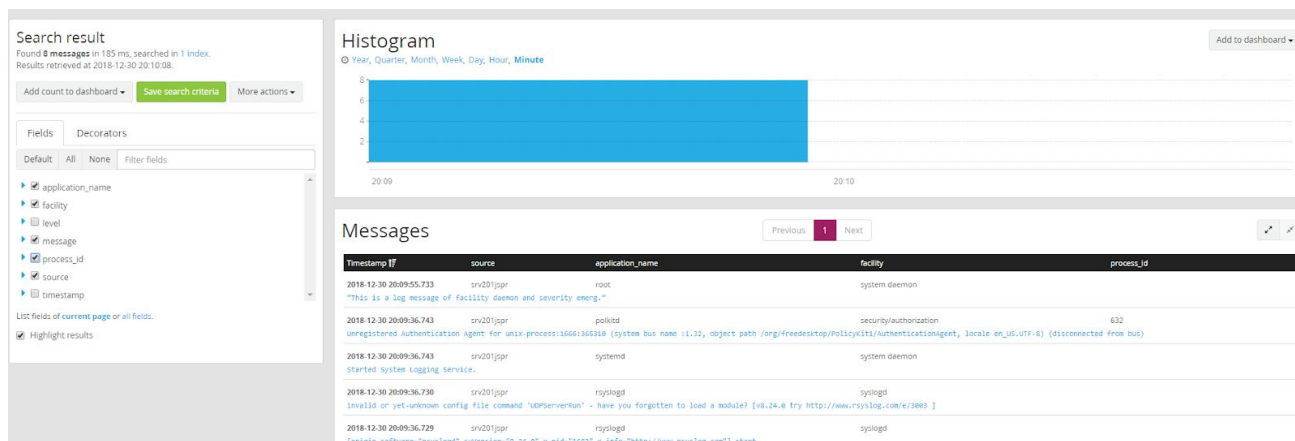 Search result
Found 8 messages in 185 ms, searched in 1 index.
Results retrieved at 2018-12-30 20:10:08.
Add count to dashboard
Save search criteria
More actions
Fields
Decorators
Default
All
None
Filter fields
application_name
facility
level
message
process_id
source
timestamp
List fields of current page or all fields.
Highlight results
Histogram
Add to dashboard
Year, Quarter, Month, Week, Day, Hour, Minute
8
6
4
2
20:09
20:10
Messages
Previous 1 Next
Timestamp source application_name facility process_id
2018-12-30 20:09:55.733 srv201jspr root system daemon
"This is a log message of facility daemon and severity emerg."
2018-12-30 20:09:36.743 srv201jspr polkitd security/authorization 632
Unregistered Authentication Agent for unix-process:1666:365310 (system bus name :1.32, object path /org/freedesktop/PolicyKit1/AuthenticationAgent, locale en_US.UTF-8) (disconnected from bus)
2018-12-30 20:09:36.743 srv201jspr systemd system daemon
Started System Logging Service.
2018-12-30 20:09:36.730 srv201jspr rsyslogd syslogd
invalid or yet-unknown config file command 'UDPServerRun' - have you forgotten to load a module? [v8.24.0 try http://www.rsyslog.com/e/3003 ]
2018-12-30 20:09:36.729 srv201jspr rsyslogd syslogd